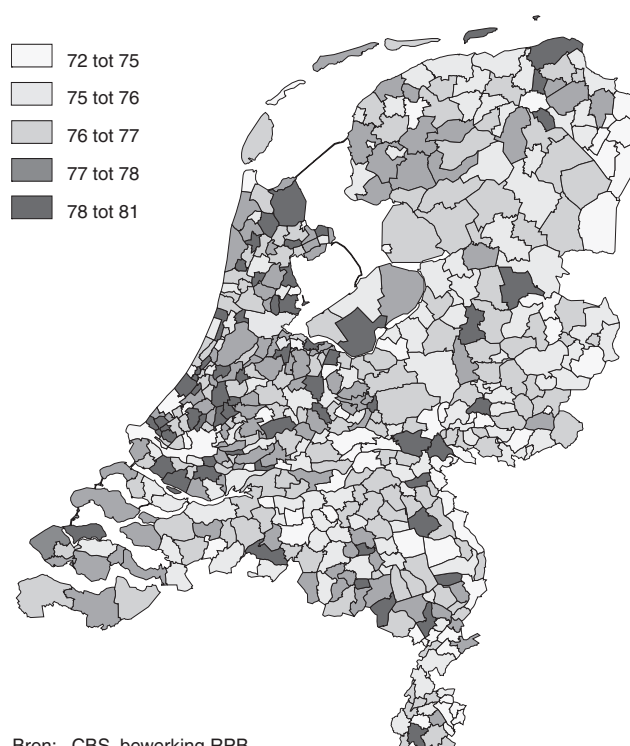 72 tot 75
75 tot 76
76 tot 77
77 tot 78
78 tot 81
Bron: CBS, bewerking RPB